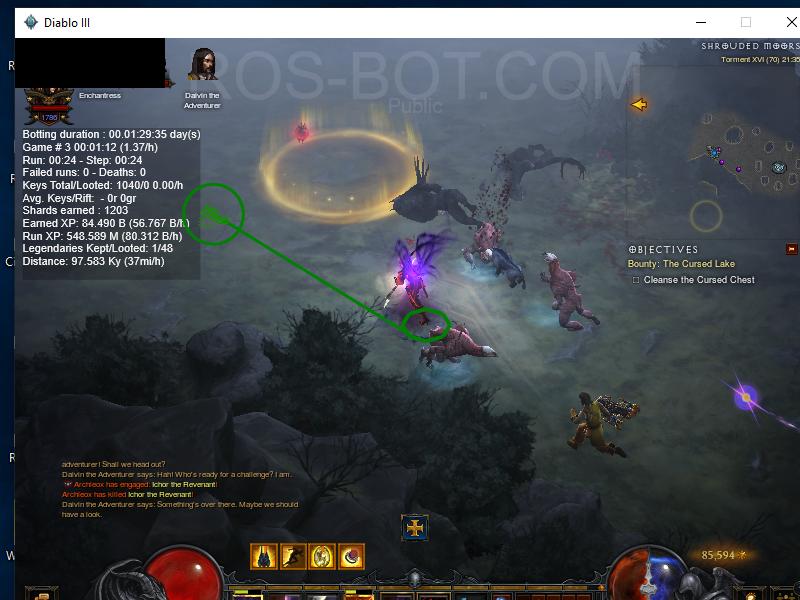 Diablo III
ROS-BOT.COM
Public
SHROUDED MOORS
Torment XVI (70) 21:35
Enchantress
Dalvin the
Adventurer
1786
Botting duration : 00.01:29:35 day(s)
Game # 3 00:01:12 (1.37/h)
Run: 00:24 - Step: 00:24
Failed runs: 0 - Deaths: 0
Keys Total/Looted: 1040/0 0.00/h
Avg. Keys/Rift: - 0r 0gr
Shards earned : 1203
Earned XP: 84.490 B (56.767 B/h)
Run XP: 548.589 M (80.312 B/h)
Legendaries Kept/Looted: 1/48
Distance: 97.583 Ky (37mi/h)
OBJECTIVES
Bounty: The Cursed Lake
Cleanse the Cursed Chest
adventurer! Shall we head out?
Dalvin the Adventurer says: Hah! Who's ready for a challenge? I am.
Archleox has engaged: Ichor the Revenant!
Archleox has killed Ichor the Revenant!
Dalvin the Adventurer says: Something's over there. Maybe we should
have a look.
85,594